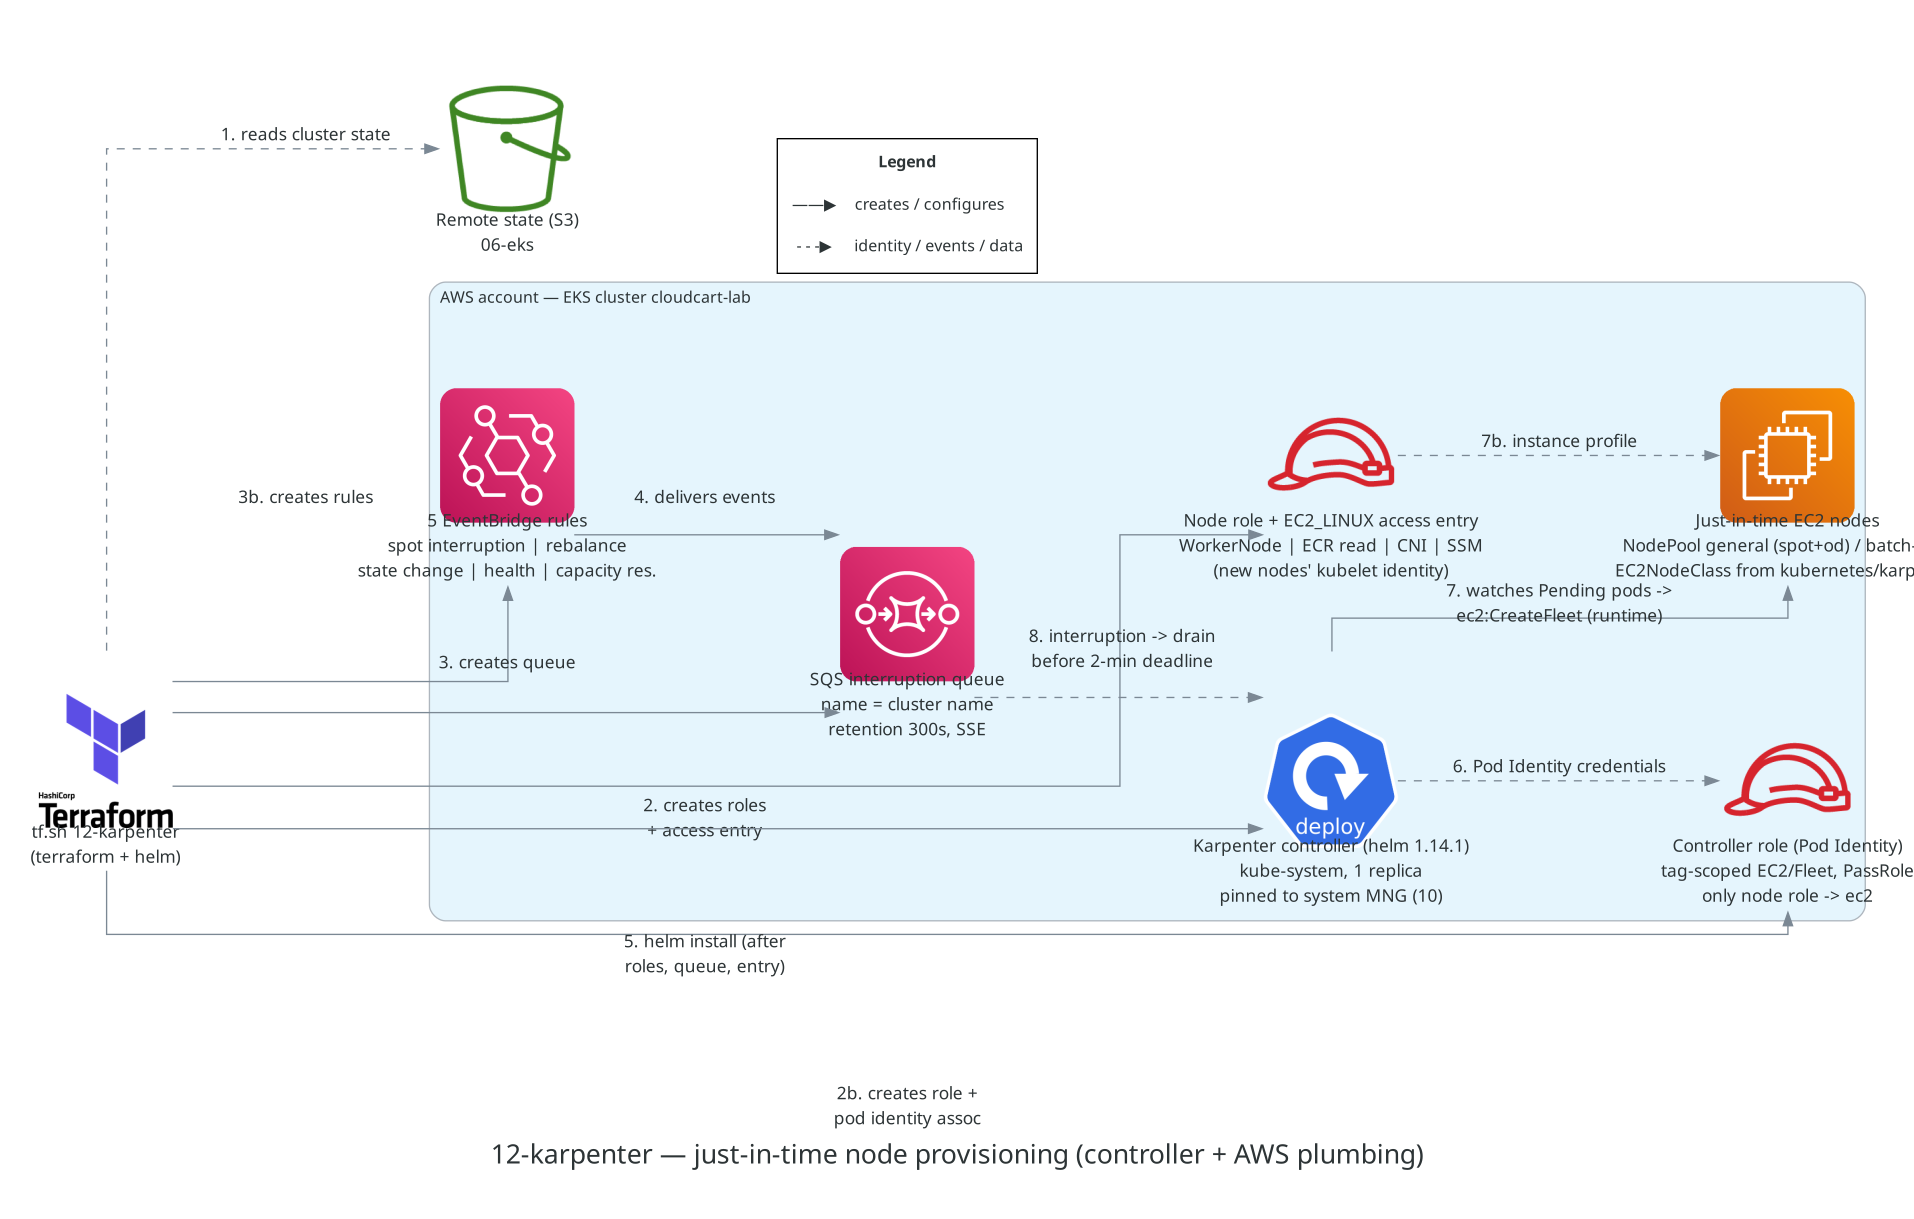 1. reads cluster state
Remote state (S3)
06-eks
Legend
creates / configures
identity / events / data
AWS account — EKS cluster cloudcart-lab
3b. creates rules
5 EventBridge rules
spot interruption | rebalance
state change | health | capacity res.
4. delivers events
Node role + EC2_LINUX access entry
WorkerNode | ECR read | CNI | SSM
(new nodes' kubelet identity)
7b. instance profile
Just-in-time EC2 nodes
NodePool general (spot+od) / batch-
EC2NodeClass from kubernetes/karp
7. watches Pending pods ->
ec2:CreateFleet (runtime)
3. creates queue
8. interruption -> drain
before 2-min deadline
SQS interruption queue
name = cluster name
retention 300s, SSE
HashiCorp
Terraform
tf.sh 12-karpenter
(terraform + helm)
2. creates roles
+ access entry
deploy
Karpenter controller (helm 1.14.1)
kube-system, 1 replica
pinned to system MNG (10)
6. Pod Identity credentials
Controller role (Pod Identity)
tag-scoped EC2/Fleet, PassRole
only node role -> ec2
5. helm install (after
roles, queue, entry)
2b. creates role +
pod identity assoc
12-karpenter — just-in-time node provisioning (controller + AWS plumbing)